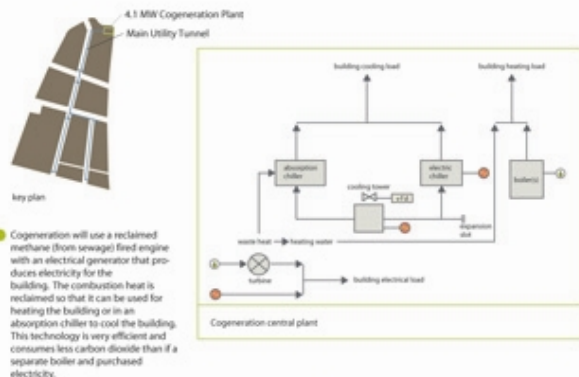 4.1 MW Cogeneration Plant
Main Utility Tunnel
key plan
Cogeneration will use a reclaimed
methane (from sewage) fired engine
with an electrical generator that pro-
duces electricity for the
building. The combustion heat is
reclaimed so that it can be used for
heating the building or in an
absorption chiller to cool the building.
This technology is very efficient and
consumes less carbon dioxide than if a
separate boiler and purchased
electricity.
building cooling load
building heating load
absorption
chiller
electric
chiller
boiler(s)
cooling tower
expansion
waste heat
heating water
turbine
building electrical load
Cogeneration central plant